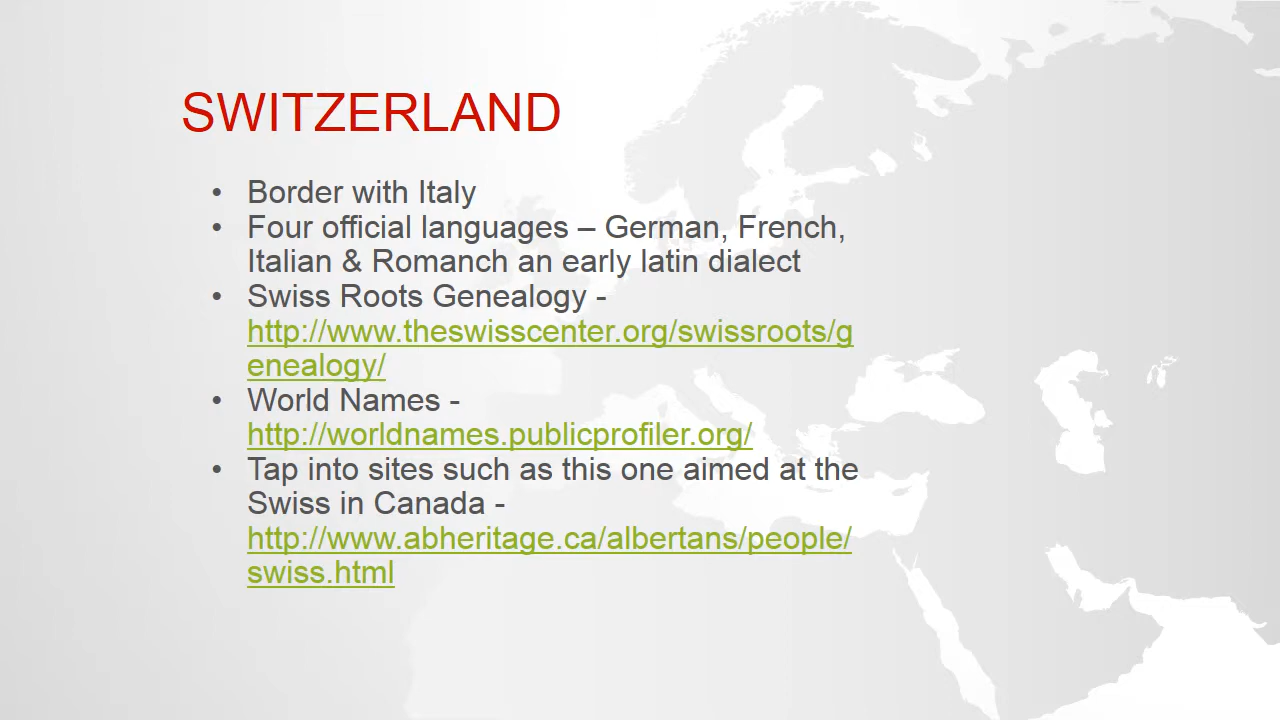 SWITZERLAND
• Border with Italy
• Four official languages – German, French,
Italian & Romanch an early latin dialect
• Swiss Roots Genealogy -
http://www.theswisscenter.org/swissroots/g
enealogy/
• World Names -
http://worldnames.publicprofiler.org/
• Tap into sites such as this one aimed at the
Swiss in Canada -
http://www.abheritage.ca/albertans/people/
swiss.html